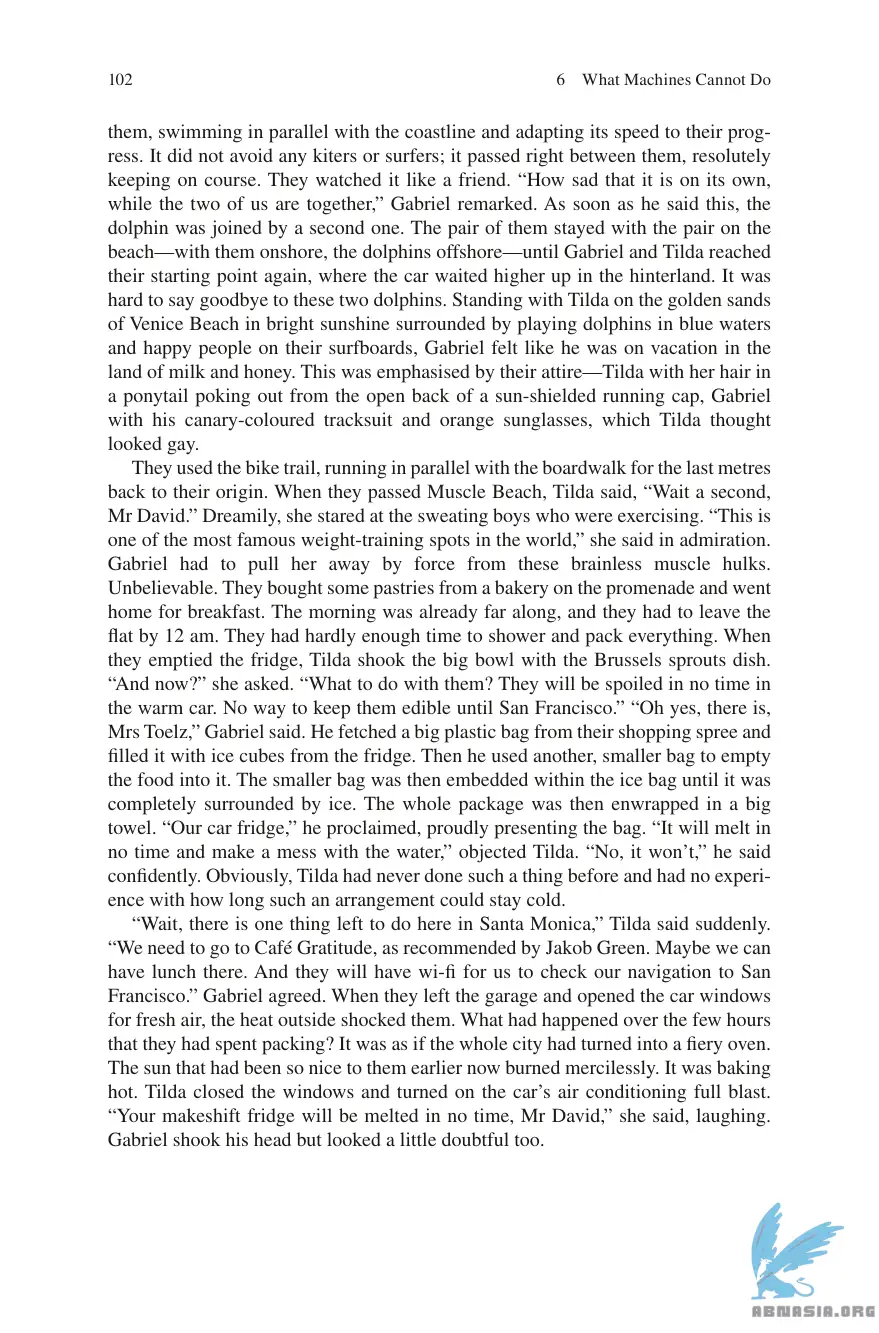 102
6 What Machines Cannot Do
them, swimming in parallel with the coastline and adapting its speed to their prog-
ress. It did not avoid any kiters or surfers; it passed right between them, resolutely
keeping on course. They watched it like a friend. “How sad that it is on its own,
while the two of us are together,” Gabriel remarked. As soon as he said this, the
dolphin was joined by a second one. The pair of them stayed with the pair on the
beach—with them onshore, the dolphins offshore—until Gabriel and Tilda reached
their starting point again, where the car waited higher up in the hinterland. It was
hard to say goodbye to these two dolphins. Standing with Tilda on the golden sands
of Venice Beach in bright sunshine surrounded by playing dolphins in blue waters
and happy people on their surfboards, Gabriel felt like he was on vacation in the
land of milk and honey. This was emphasised by their attire—Tilda with her hair in
a ponytail poking out from the open back of a sun-shielded running cap, Gabriel
with his canary-coloured tracksuit and orange sunglasses, which Tilda thought
looked gay.
They used the bike trail, running in parallel with the boardwalk for the last metres
back to their origin. When they passed Muscle Beach, Tilda said, “Wait a second,
Mr David.” Dreamily, she stared at the sweating boys who were exercising. “This is
one of the most famous weight-training spots in the world,” she said in admiration.
Gabriel had to pull her away by force from these brainless muscle hulks.
Unbelievable. They bought some pastries from a bakery on the promenade and went
home for breakfast. The morning was already far along, and they had to leave the
flat by 12 am. They had hardly enough time to shower and pack everything. When
they emptied the fridge, Tilda shook the big bowl with the Brussels sprouts dish.
“And now?” she asked. “What to do with them? They will be spoiled in no time in
the warm car. No way to keep them edible until San Francisco.” “Oh yes, there is,
Mrs Toelz,” Gabriel said. He fetched a big plastic bag from their shopping spree and
filled it with ice cubes from the fridge. Then he used another, smaller bag to empty
the food into it. The smaller bag was then embedded within the ice bag until it was
completely surrounded by ice. The whole package was then enwrapped in a big
towel. “Our car fridge,” he proclaimed, proudly presenting the bag. “It will melt in
no time and make a mess with the water,” objected Tilda. “No, it won’t,” he said
confidently. Obviously, Tilda had never done such a thing before and had no experi-
ence with how long such an arrangement could stay cold.
“Wait, there is one thing left to do here in Santa Monica,” Tilda said suddenly.
“We need to go to Café Gratitude, as recommended by Jakob Green. Maybe we can
have lunch there. And they will have wi-fi for us to check our navigation to San
Francisco.” Gabriel agreed. When they left the garage and opened the car windows
for fresh air, the heat outside shocked them. What had happened over the few hours
that they had spent packing? It was as if the whole city had turned into a fiery oven.
The sun that had been so nice to them earlier now burned mercilessly. It was baking
hot. Tilda closed the windows and turned on the car’s air conditioning full blast.
“Your makeshift fridge will be melted in no time, Mr David,” she said, laughing.
Gabriel shook his head but looked a little doubtful too.
ABNASIA.ORG